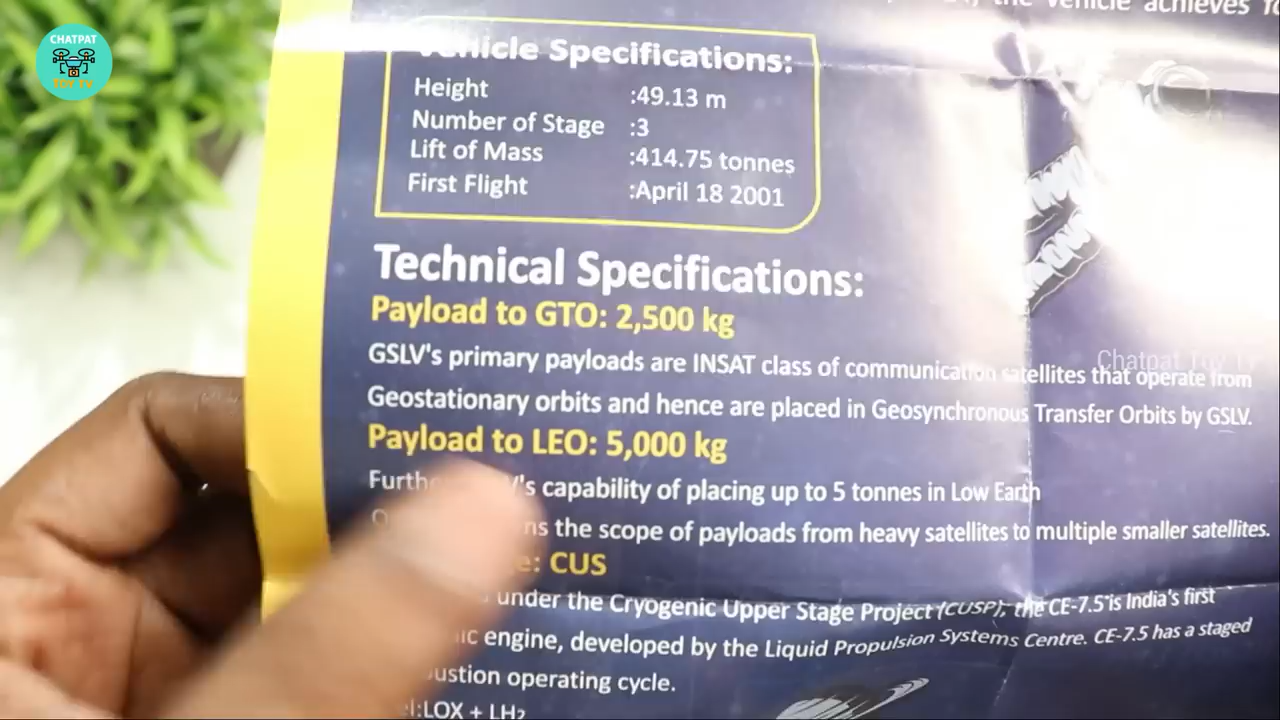 CHATPAT
TOY TV
the vehicle achieves
Vehicle Specifications:
Height :49.13 m
Number of Stage :3
Lift of Mass :414.75 tonnes
First Flight :April 18 2001
Technical Specifications:
Payload to GTO: 2,500 kg
GSLV's primary payloads are INSAT class of communication satellites that operate from
Chatpat Toy TV
Geostationary orbits and hence are placed in Geosynchronous Transfer Orbits by GSLV.
Payload to LEO: 5,000 kg
capability of placing up to 5 tonnes in Low Earth
the scope of payloads from heavy satellites to multiple smaller satellites.
CUS
under the Cryogenic Upper Stage Project (CUSP), the CE-7.5 is India's first
engine, developed by the Liquid Propulsion Systems Centre. CE-7.5 has a staged
operating cycle.
LOX + LH₂